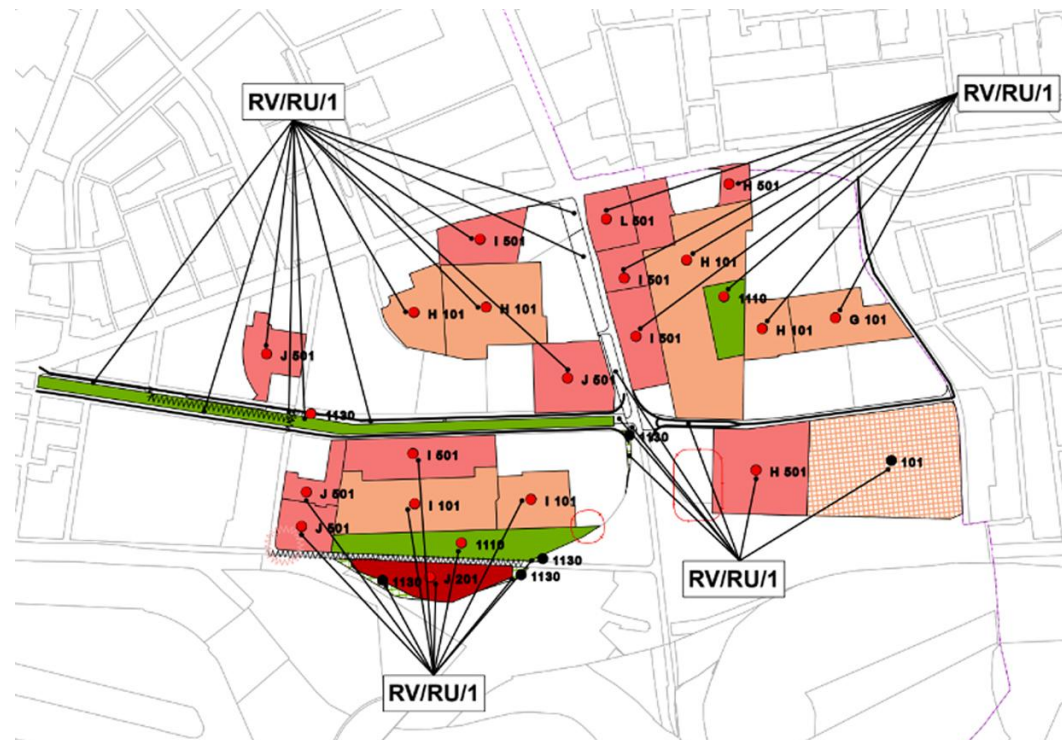 RV/RU/1
RV/RU/1
H 501
L 501
I 501
H 101
I 501
1110
H 101
H 101
G 101
H 101
I 501
J 501
J 501
1130
1130
I 501
101
H 501
J 501
I 101
I 101
J 501
1110
1130
1130
J 201
1130
RV/RU/1
RV/RU/1